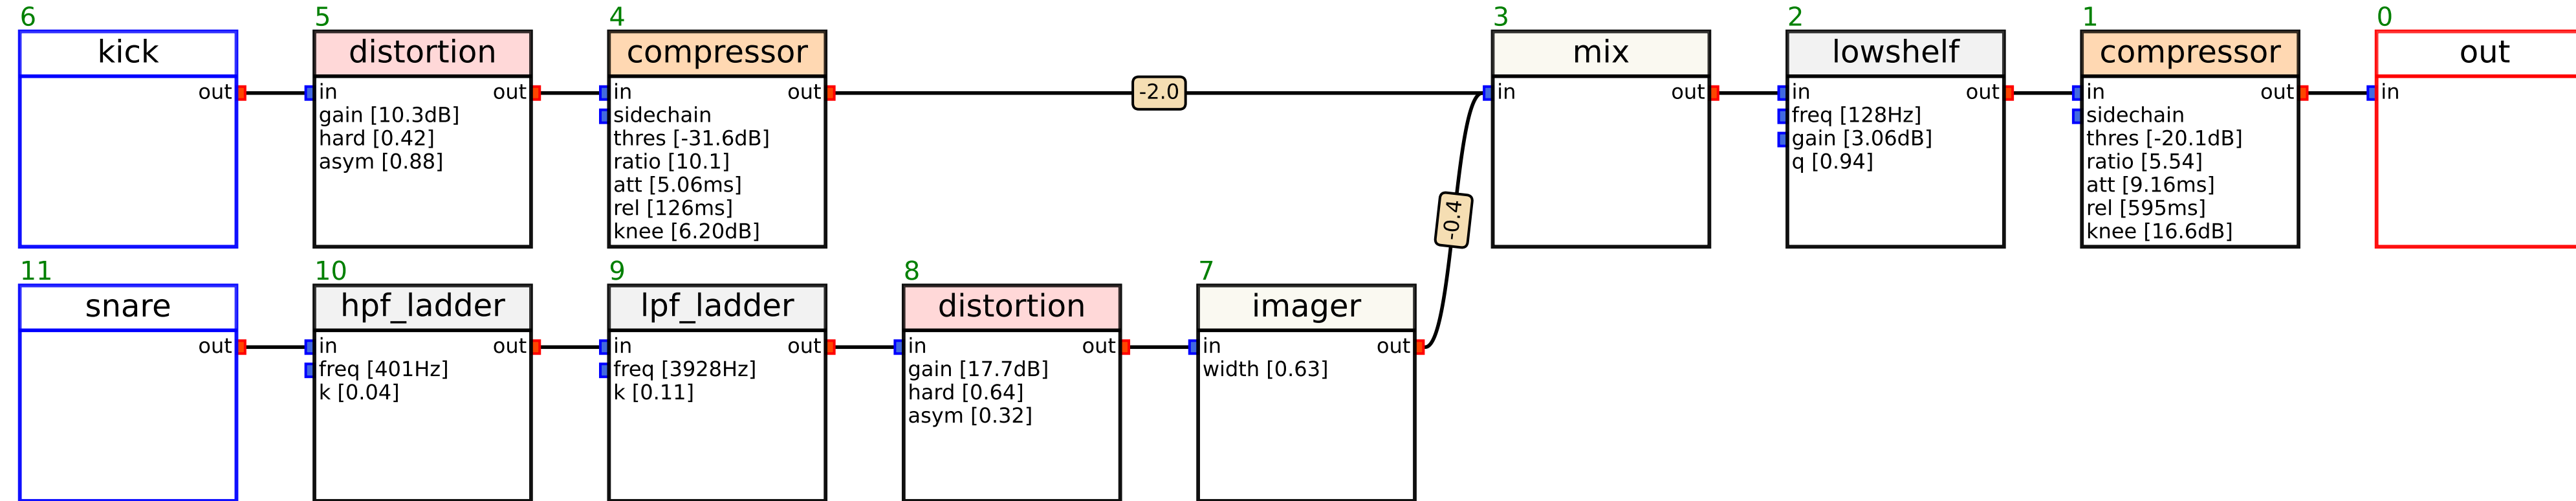 6
kick
out
5
distortion
in out
gain [10.3dB]
hard [0.42]
asym [0.88]
4
compressor
in out
sidechain
thres [-31.6dB]
ratio [10.1]
att [5.06ms]
rel [126ms]
knee [6.20dB]
-2.0
3
mix
in out
2
lowshelf
in out
freq [128Hz]
gain [3.06dB]
q [0.94]
1
compressor
in out
sidechain
thres [-20.1dB]
ratio [5.54]
att [9.16ms]
rel [595ms]
knee [16.6dB]
0
out
in
11
snare
out
10
hpf_ladder
in out
freq [401Hz]
k [0.04]
9
lpf_ladder
in out
freq [3928Hz]
k [0.11]
8
distortion
in out
gain [17.7dB]
hard [0.64]
asym [0.32]
7
imager
in out
width [0.63]
-0.4